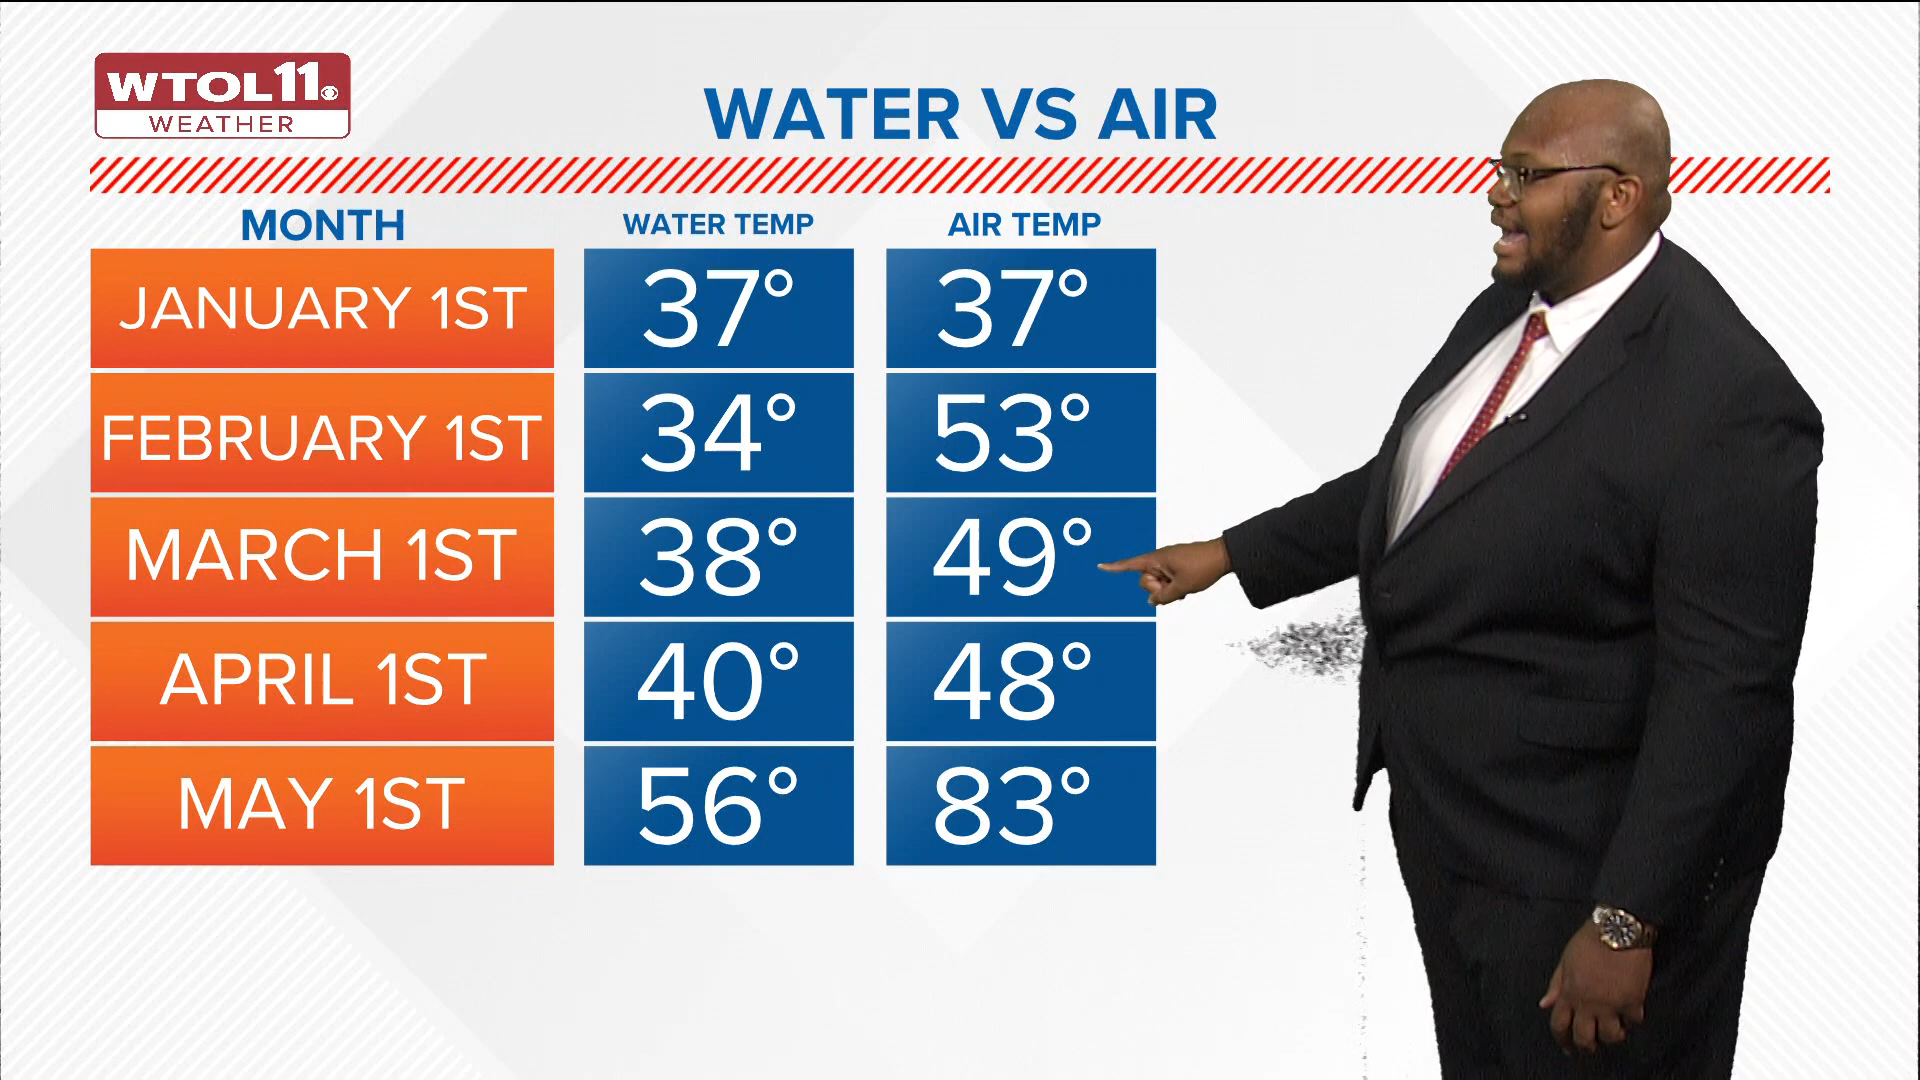 WTOL11
WEATHER
WATER VS AIR
MONTH WATER TEMP AIR TEMP
JANUARY 1ST 37° 37°
FEBRUARY 1ST 34° 53°
MARCH 1ST 38° 49°
APRIL 1ST 40° 48°
MAY 1ST 56° 83°